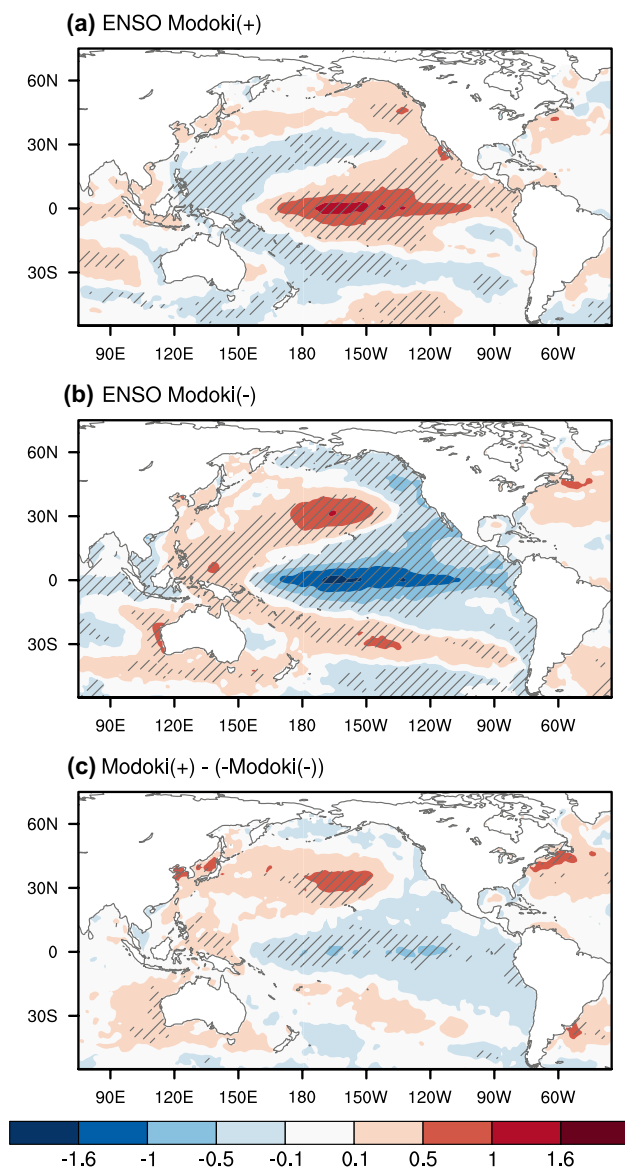 (a) ENSO Modoki(+)
60N
30N
0
30S
90E 120E 150E 180 150W 120W 90W 60W
(b) ENSO Modoki(-)
60N
30N
0
30S
90E 120E 150E 180 150W 120W 90W 60W
(c) Modoki(+) - (-Modoki(-))
60N
30N
0
30S
90E 120E 150E 180 150W 120W 90W 60W
-1.6 -1 -0.5 -0.1 0.1 0.5 1 1.6